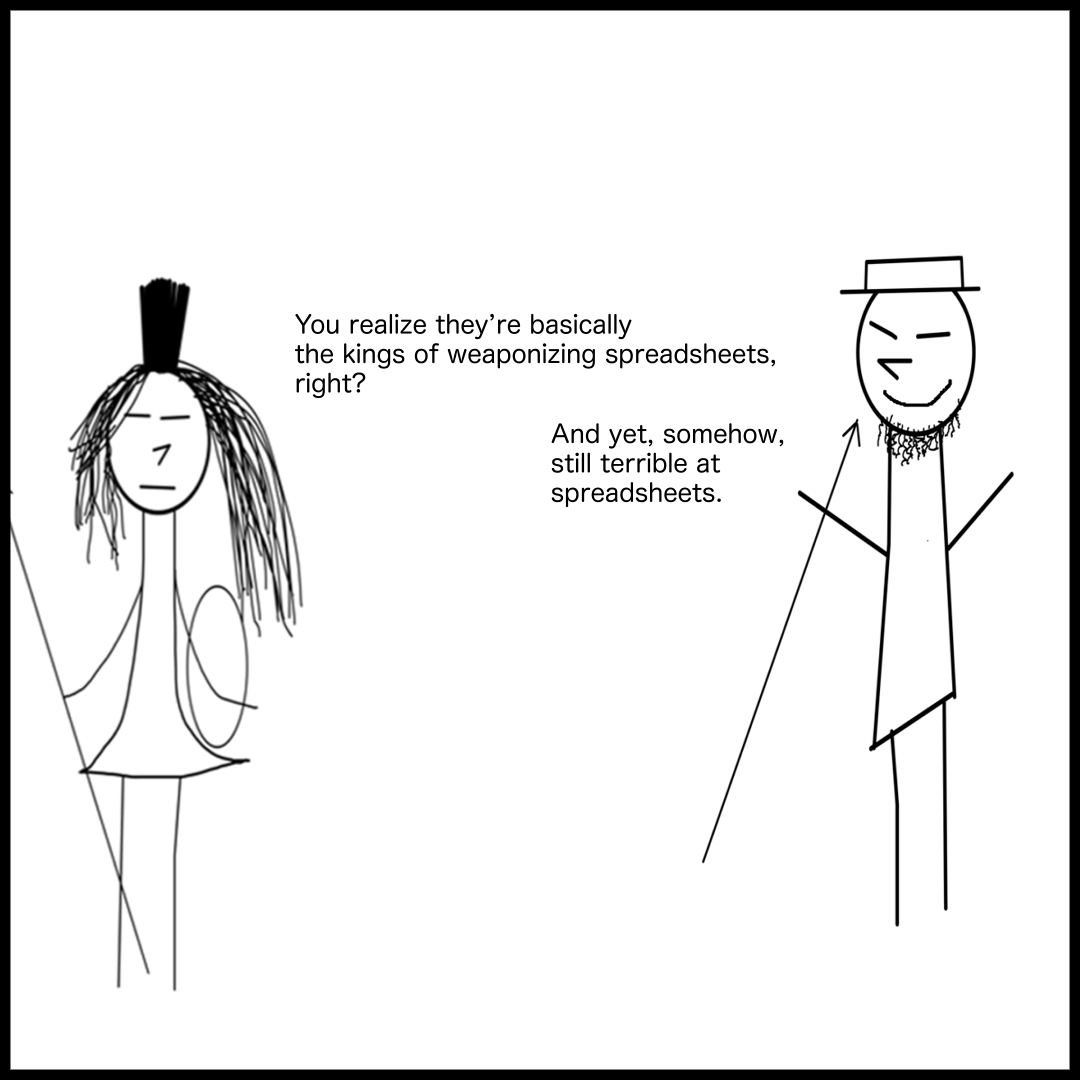 You realize they’re basically
the kings of weaponizing spreadsheets,
right?
And yet, somehow,
still terrible at
spreadsheets.